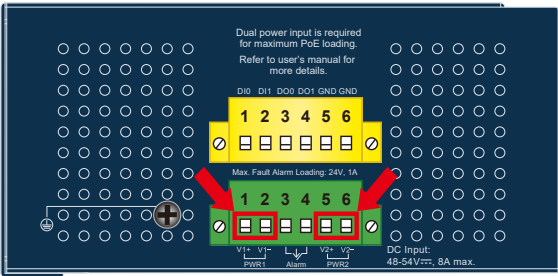 Dual power input is required
for maximum PoE loading.
Refer to user's manual for
more details.
DI0 DI1 DO0 DO1 GND GND
1 2 3 4 5 6
Max. Fault Alarm Loading: 24V, 1A
1 2 3 4 5 6
V1+ V1- V2+ V2-
PWR1 Alarm PWR2
DC Input:
48-54V⎓, 8A max.